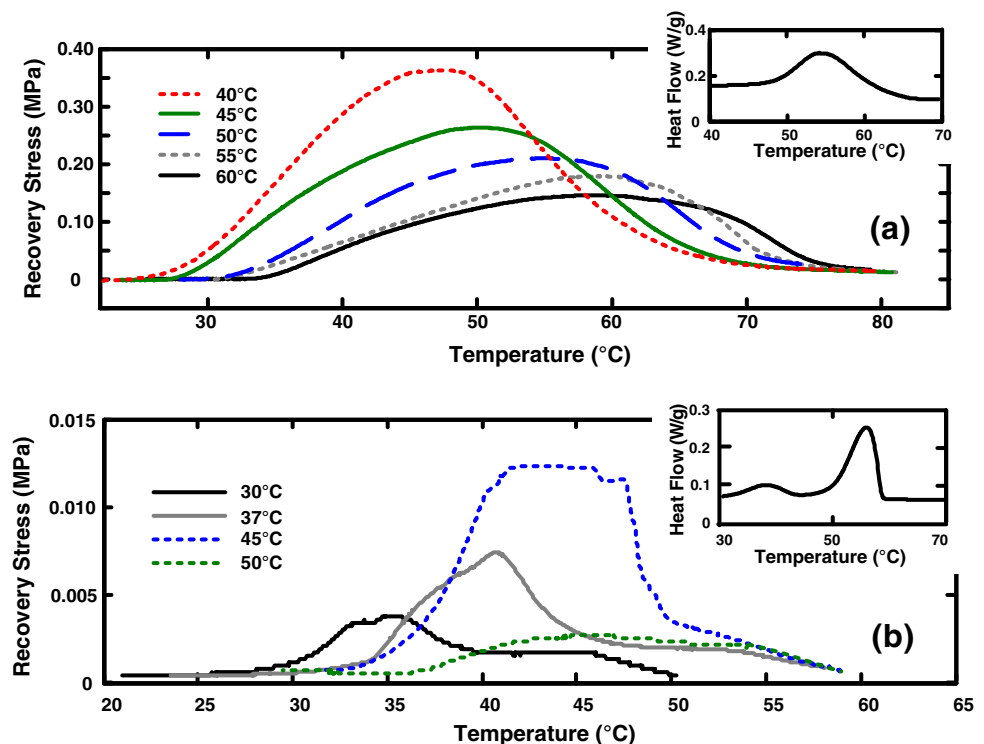 0.40
0.30
0.20
0.10
0
Recovery Stress (MPa)
40°C
45°C
50°C
55°C
60°C
(a)
30
40
50
60
70
80
Temperature (°C)
0.4
0.2
0
Heat Flow (W/g)
40
50
60
70
Temperature (°C)
0.015
0.010
0.005
0
Recovery Stress (MPa)
30°C
37°C
45°C
50°C
(b)
20
25
30
35
40
45
50
55
60
65
Temperature (°C)
0.3
0.2
0.1
0
Heat Flow (W/g)
30
50
70
Temperature (°C)